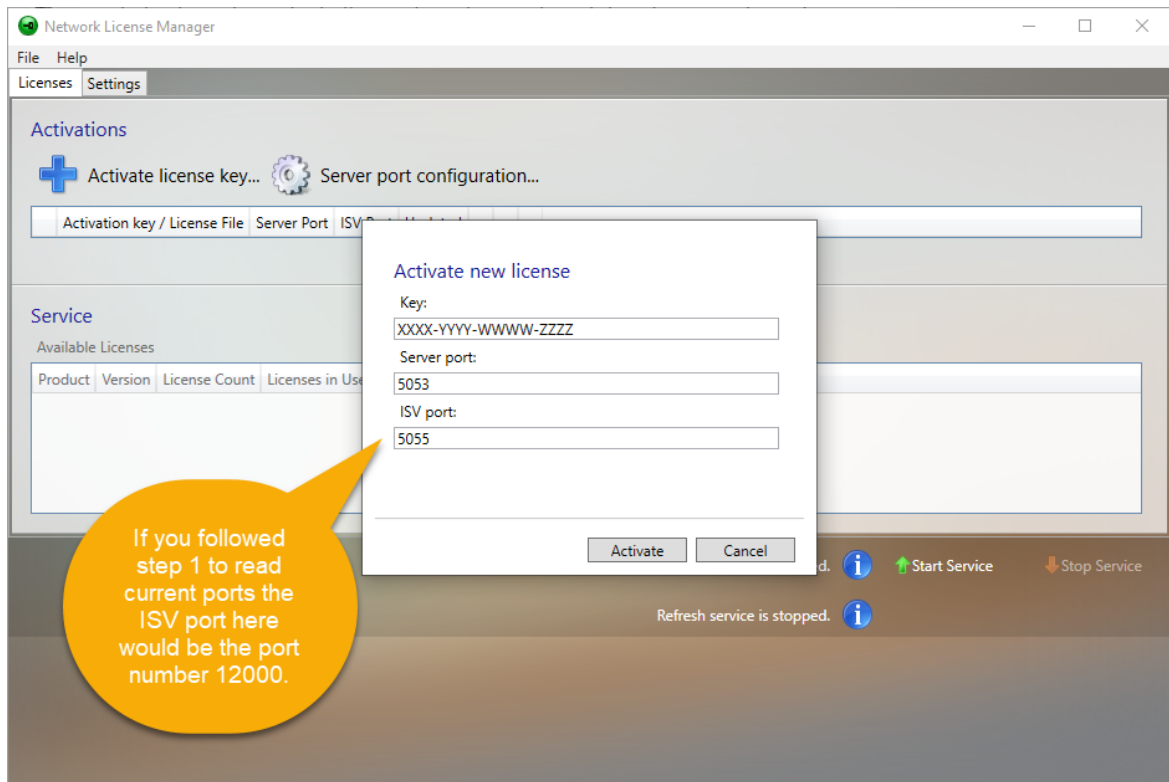 Network License Manager
File Help
Licenses Settings
Activations
Activate license key... Server port configuration...
Activation key / License File Server Port ISV
Activate new license
Key:
XXXX-YYYY-WWWW-ZZZZ
Server port:
5053
ISV port:
5055
Activate Cancel
Service
Available Licenses
Product Version License Count Licenses in Use
If you followed
step 1 to read
current ports the
ISV port here
would be the port
number 12000.
Start Service Stop Service
Refresh service is stopped.